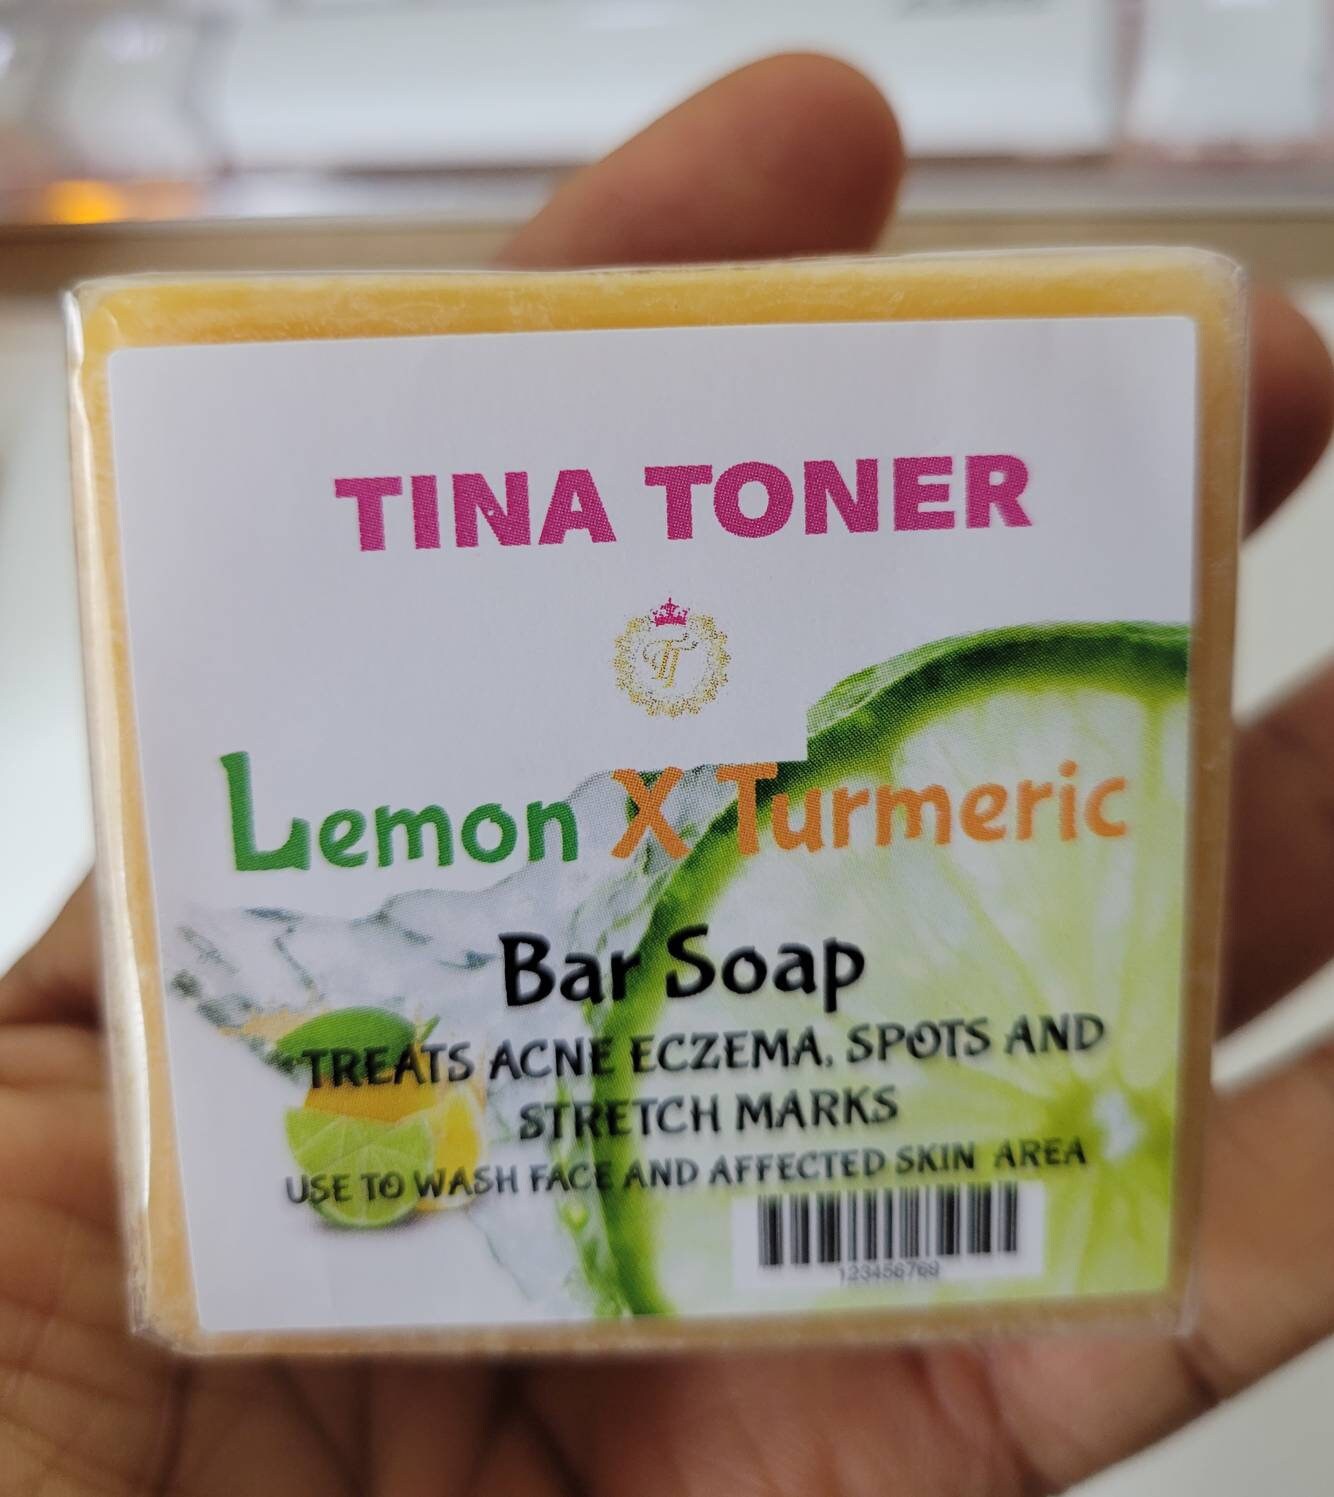 TINA TONER
TT
Lemon X Turmeric
Bar Soap
TREATS ACNE ECZEMA, SPOTS AND
STRETCH MARKS
USE TO WASH FACE AND AFFECTED SKIN AREA
123456789